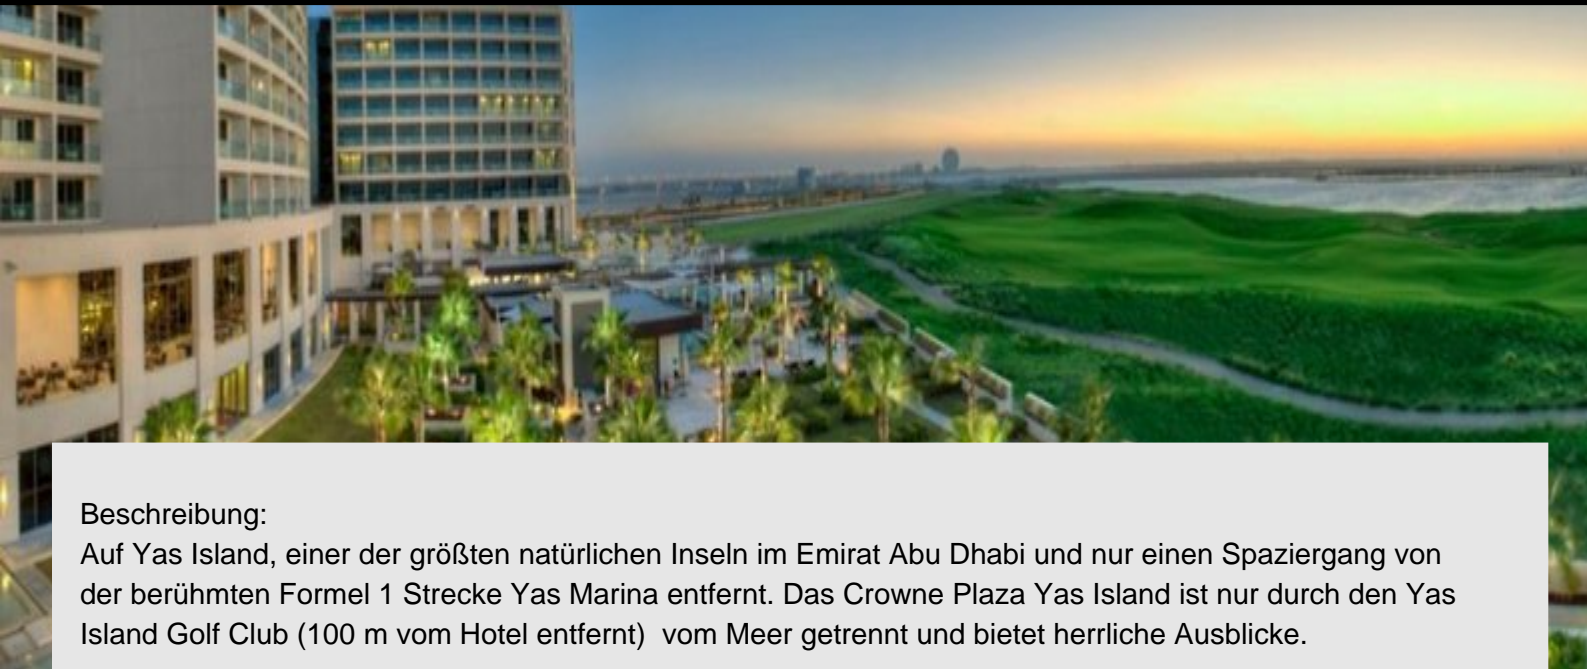 Beschreibung:
Auf Yas Island, einer der größten natürlichen Inseln im Emirat Abu Dhabi und nur einen Spaziergang von
der berühmten Formel 1 Strecke Yas Marina entfernt. Das Crowne Plaza Yas Island ist nur durch den Yas
Island Golf Club (100 m vom Hotel entfernt)  vom Meer getrennt und bietet herrliche Ausblicke.